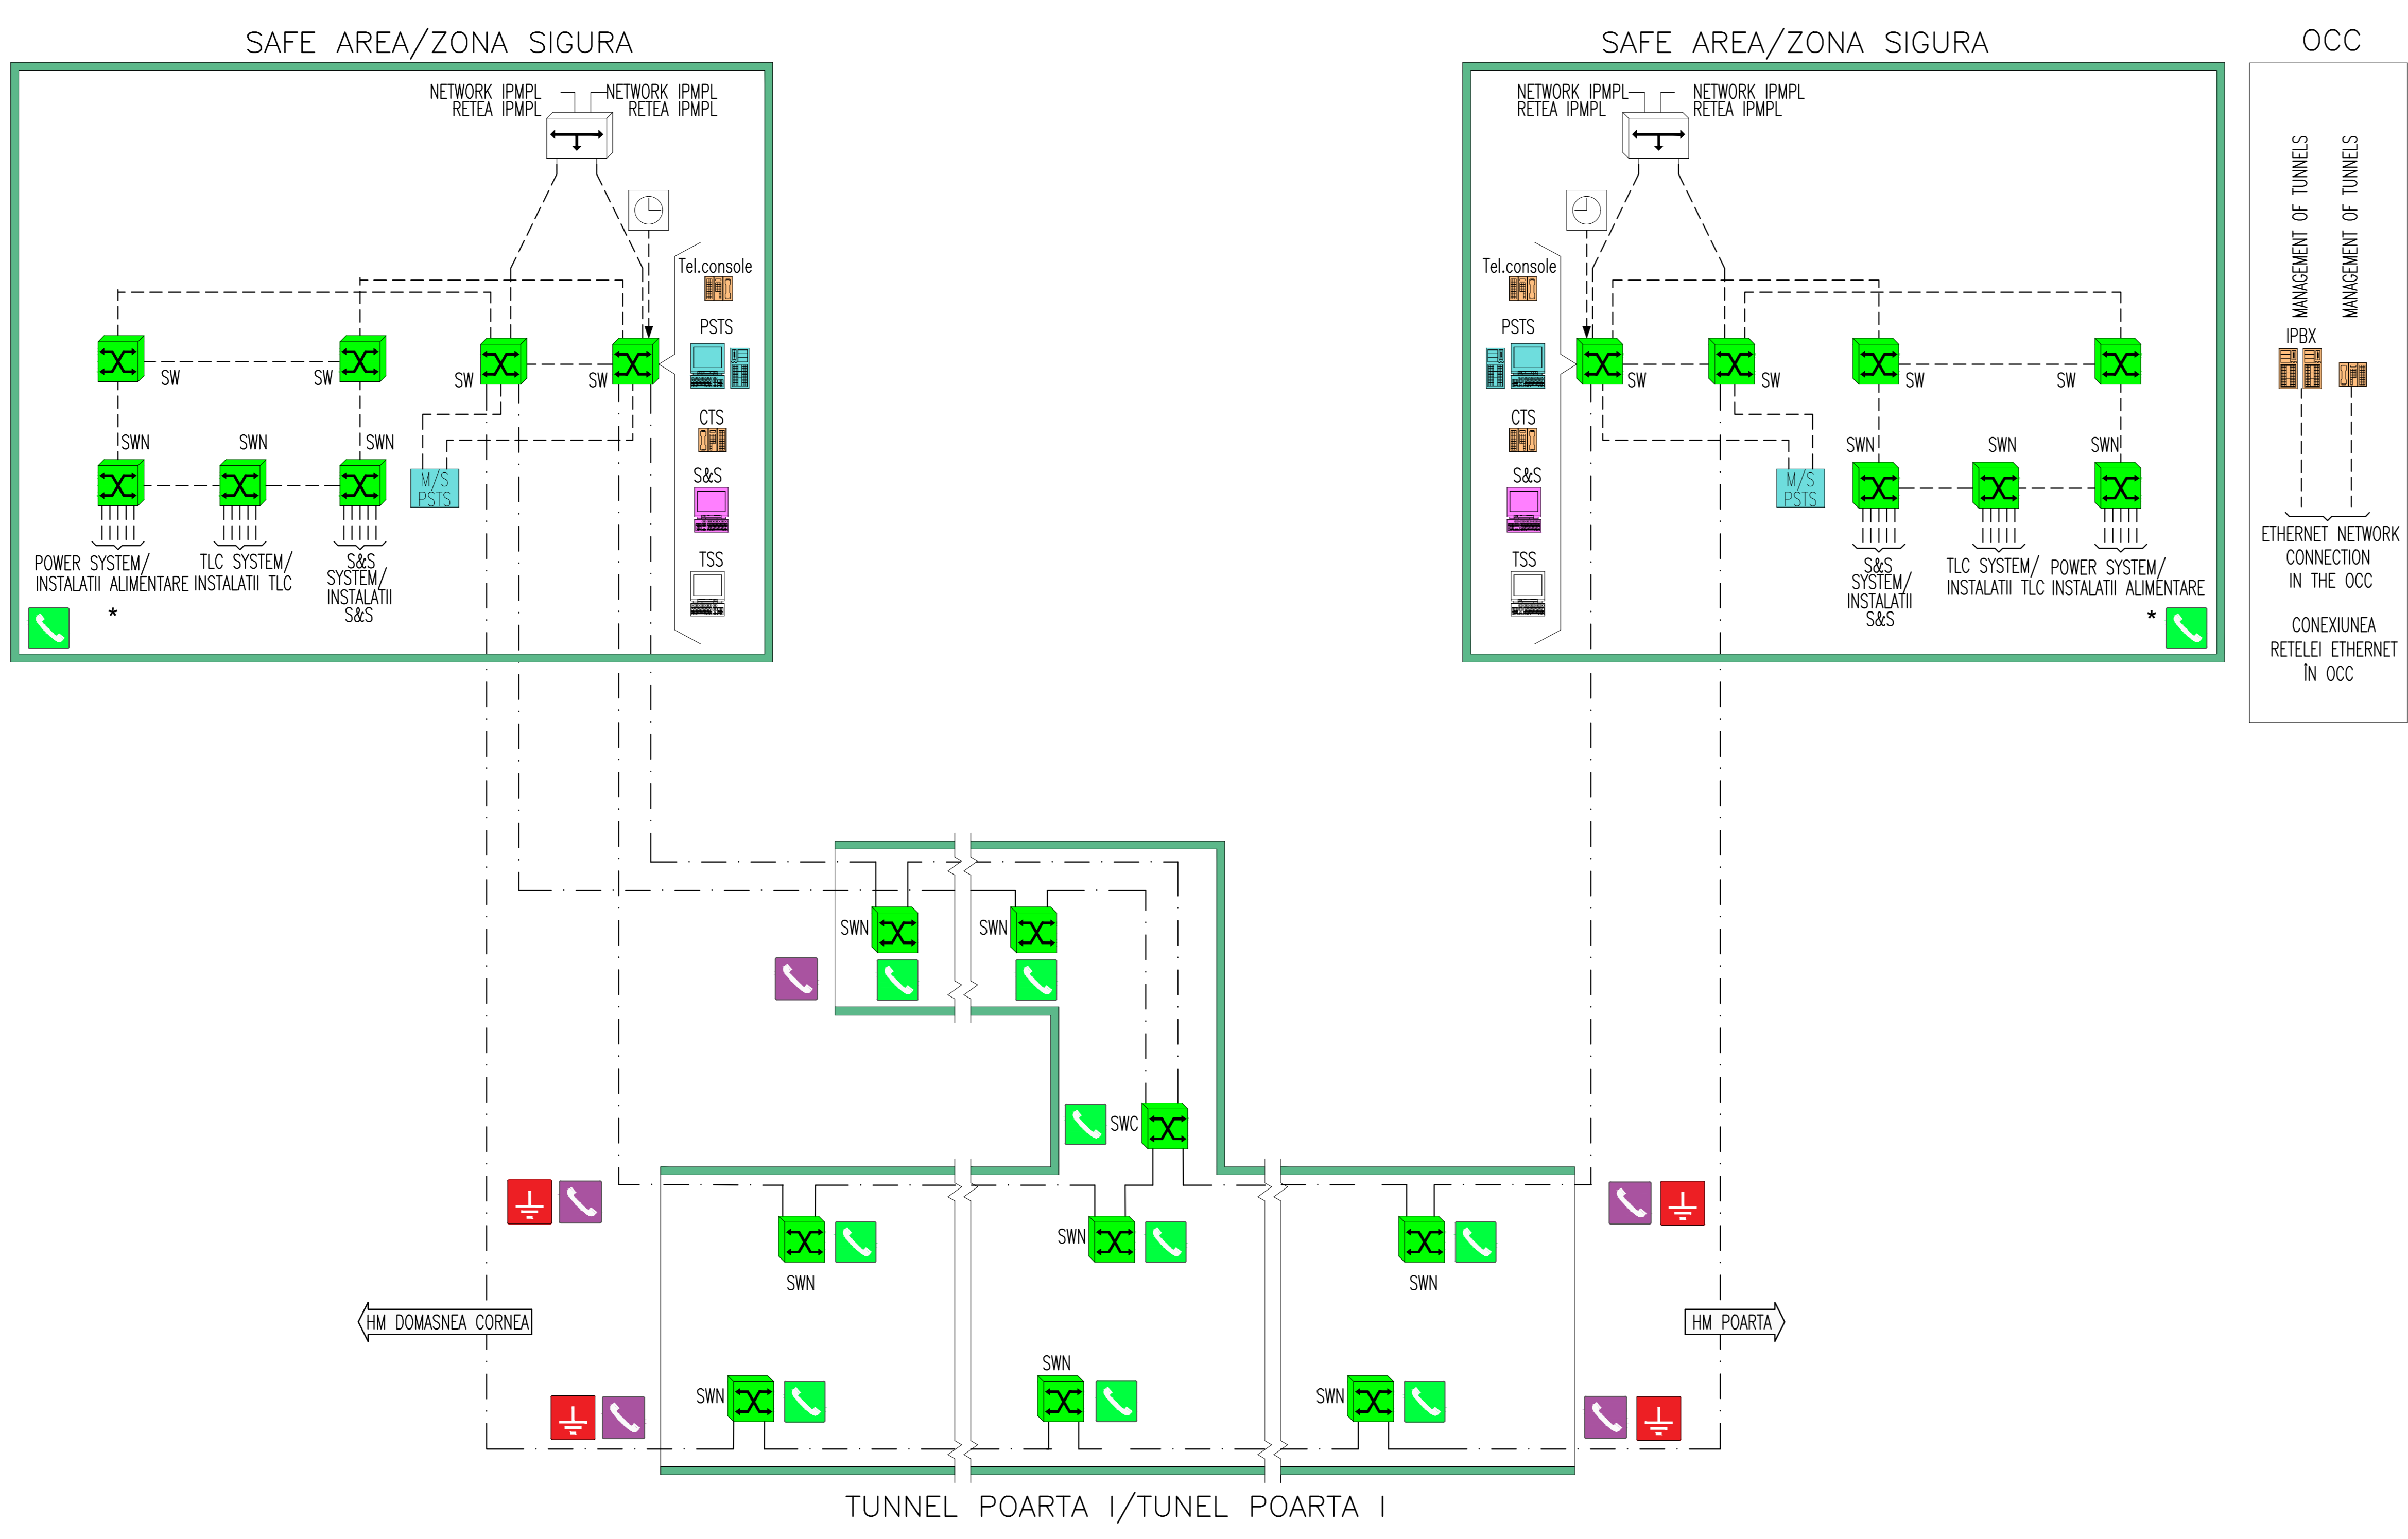 SAFE AREA/ZONA SIGURA
SAFE AREA/ZONA SIGURA
OCC
NETWORK IPMPL
RETEA IPMPL
NETWORK IPMPL
RETEA IPMPL
Tel.console
PSTS
CTS
S&S
TSS
SW
SW
SW
SW
SWN
SWN
SWN
M/S
PSTS
POWER SYSTEM/
INSTALATII ALIMENTARE
*
TLC SYSTEM/
INSTALATII TLC
S&S
SYSTEM/
INSTALATII
S&S
NETWORK IPMPL
RETEA IPMPL
NETWORK IPMPL
RETEA IPMPL
Tel.console
PSTS
CTS
S&S
TSS
SW
SW
SW
SW
SWN
SWN
SWN
M/S
PSTS
S&S
SYSTEM/
INSTALATII
S&S
TLC SYSTEM/
INSTALATII TLC
POWER SYSTEM/
INSTALATII ALIMENTARE
*
MANAGEMENT OF TUNNELS
MANAGEMENT OF TUNNELS
IPBX
ETHERNET NETWORK
CONNECTION
IN THE OCC
CONEXIUNEA
RETELEI ETHERNET
ÎN OCC
SWN
SWN
SWC
SWN
SWN
SWN
HM DOMASNEA CORNEA
HM POARTA
SWN
SWN
SWN
TUNNEL POARTA I/TUNEL POARTA I